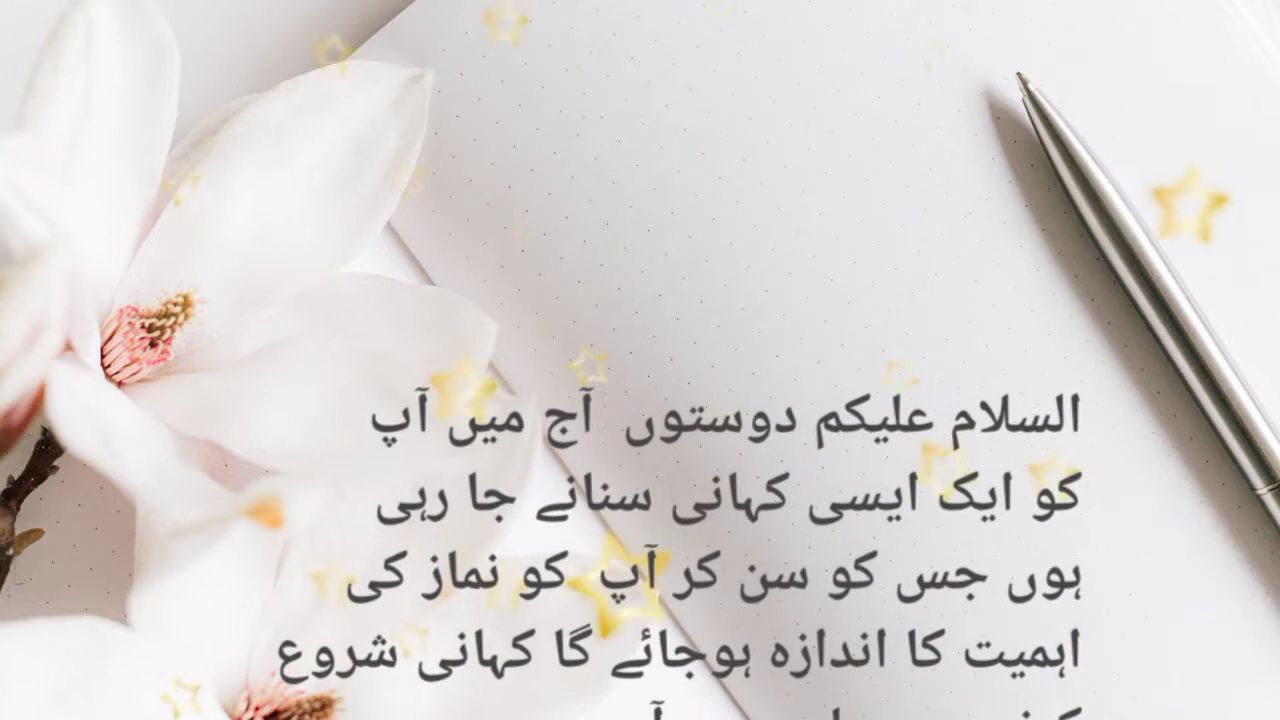 السلام علیکم دوستوں آج میں آپ
کو ایک ایسی کہانی سنانے جا رہی
ہوں جس کو سن کر آپ کو نماز کی
اہمیت کا اندازہ ہوجائے گا کہانی شروع